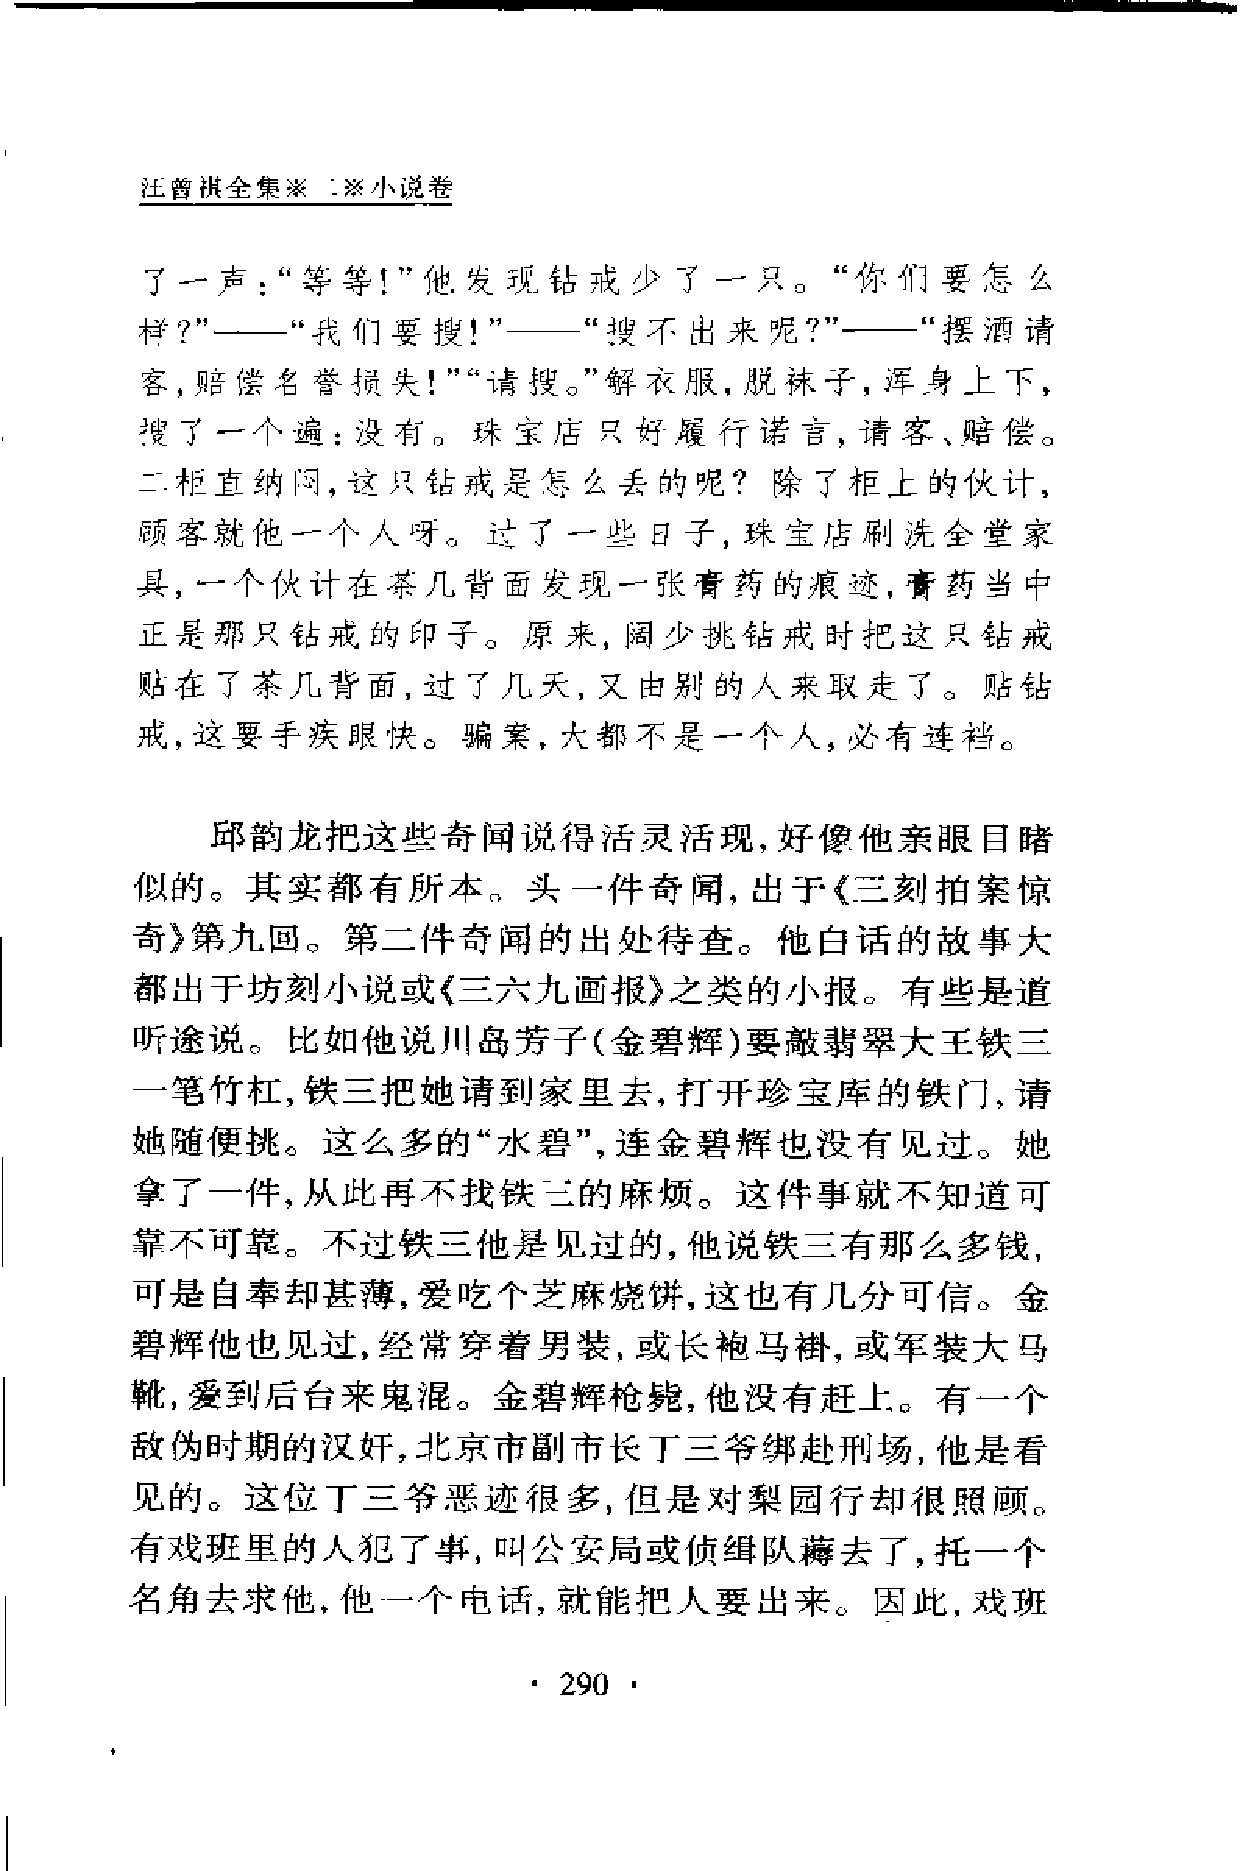 汪曾祺全集※二※小说卷
了一声:“等等!”他发现钻戒少了一只。“你们要怎么
样?”——“我们要搜!”——“搜不出来呢?”——“摆酒请
客,赔偿名誉损失!”“请搜。”解衣服,脱袜子,浑身上下,
搜了一个遍:没有。珠宝店只好履行诺言,请客、赔偿。
二柜直纳闷,这只钻戒是怎么丢的呢?除了柜上的伙计,
顾客就他一个人呀。过了一些日子,珠宝店刷洗全堂家
具,一个伙计在茶几背面发现一张膏药的痕迹,膏药当中
正是那只钻戒的印子。原来,阔少挑钻戒时把这只钻戒
贴在了茶几背面,过了几天,又由别的人来取走了。贴钻
戒,这要手疾眼快。骗案,大都不是一个人,必有连裆。
邱韵龙把这些奇闻说得活灵活现,好像他亲眼目睹
似的。其实都有所本。头一件奇闻,出于《三刻拍案惊
奇》第九回。第二件奇闻的出处待查。他白话的故事大
都出于坊刻小说或《三六九画报》之类的小报。有些是道
听途说。比如他说川岛芳子(金碧辉)要敲翡翠大王铁三
一笔竹杠,铁三把她请到家里去,打开珍宝库的铁门,请
她随便挑。这么多的“水碧”,连金碧辉也没有见过。她
拿了一件,从此再不找铁三的麻烦。这件事就不知道可
靠不可靠。不过铁三他是见过的,他说铁三有那么多钱,
可是自奉却甚薄,爱吃个芝麻烧饼,这也有几分可信。金
碧辉他也见过,经常穿着男装,或长袍马褂,或军装大马
靴,爱到后台来鬼混。金碧辉枪毙,他没有赶上。有一个
敌伪时期的汉奸,北京市副市长丁三爷绑赴刑场,他是看
见的。这位丁三爷恶迹很多,但是对梨园行却很照顾。
有戏班里的人犯了事,叫公安局或侦缉队薅去了,托一个
名角去求他,他一个电话,就能把人要出来。因此,戏班
· 290 ·